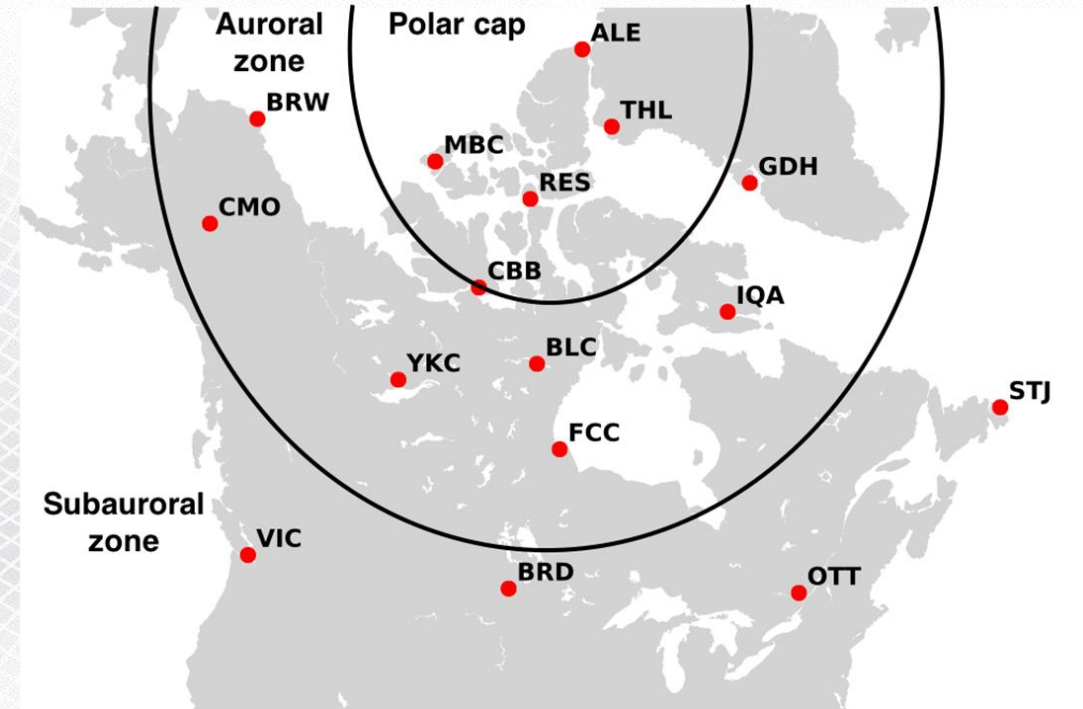 Auroral
zone
Polar cap
ALE
BRW
THL
MBC
GDH
RES
CMO
CBB
IQA
BLC
YKC
STJ
FCC
Subauroral
zone
VIC
BRD
OTT